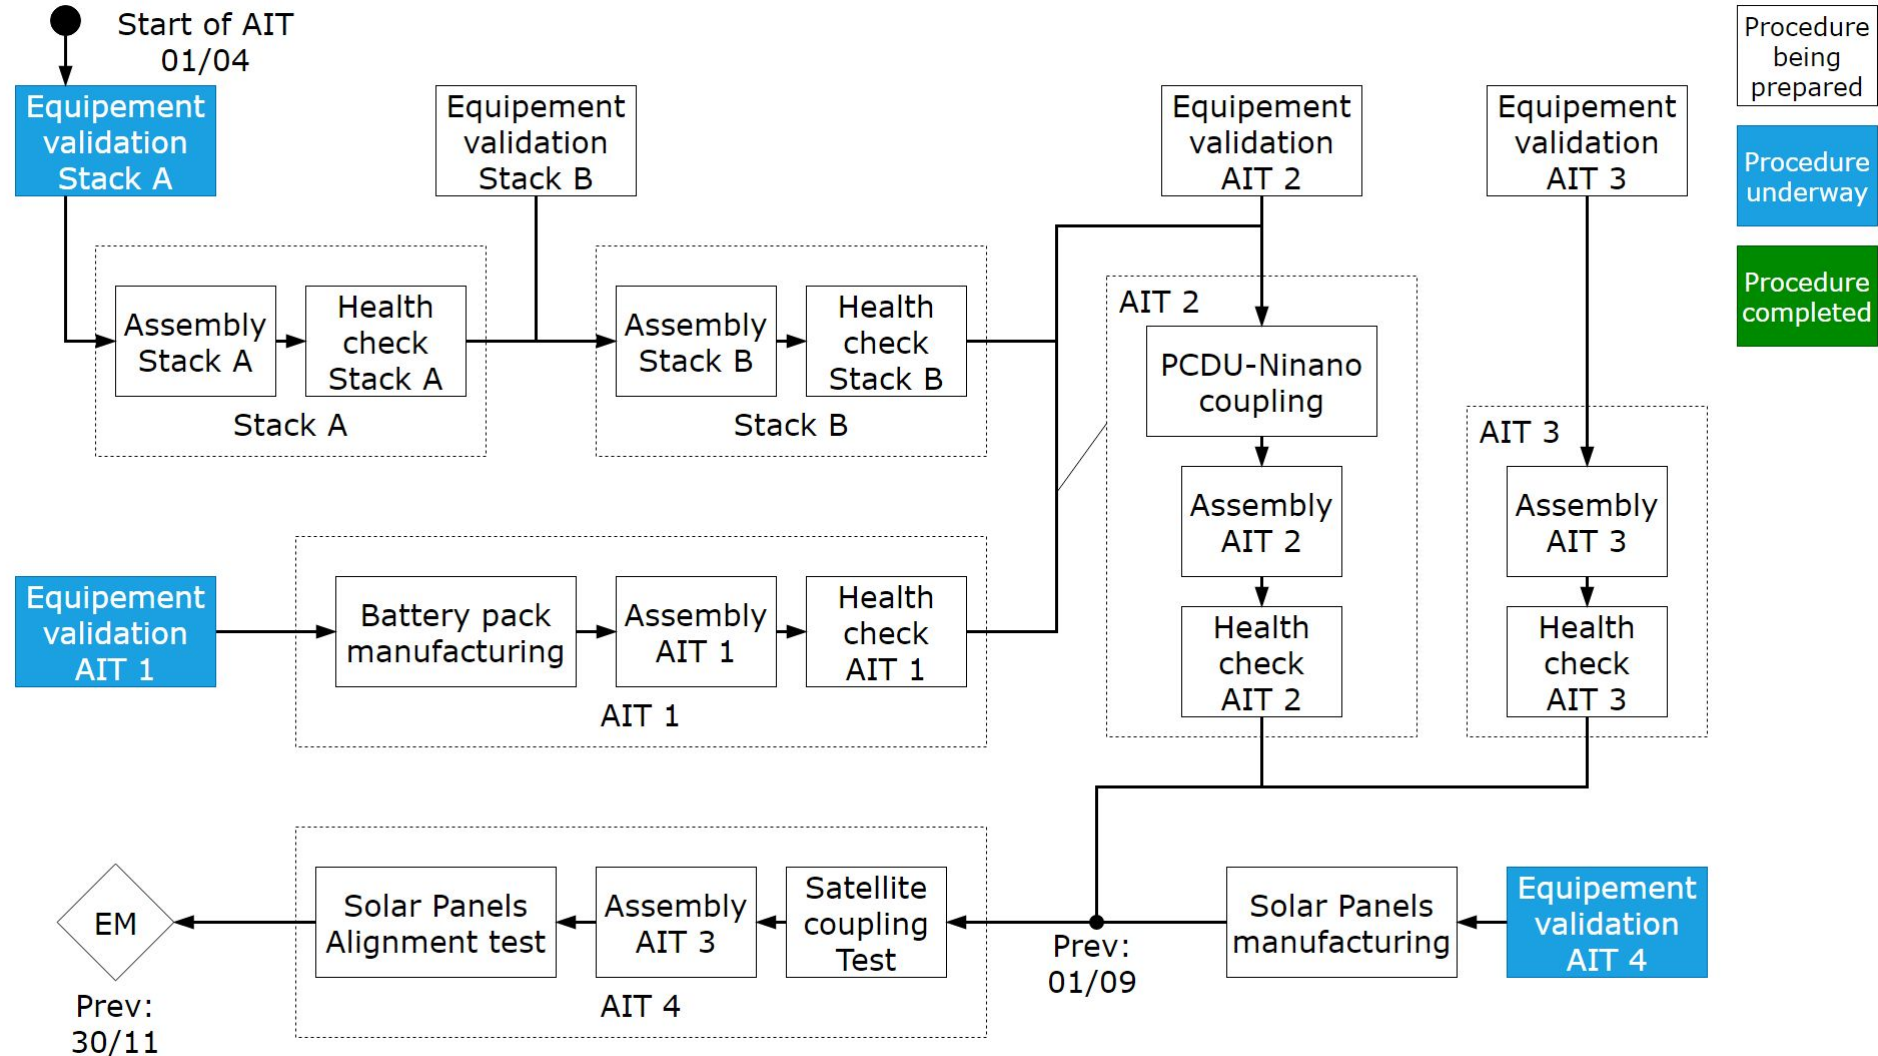 Start of AIT
01/04
Procedure
being
prepared
Equipement
validation
Stack A
Equipement
validation
Stack B
Equipement
validation
AIT 2
Equipement
validation
AIT 3
Procedure
underway
Procedure
completed
Assembly
Stack A
Health
check
Stack A
Stack A
Assembly
Stack B
Health
check
Stack B
Stack B
AIT 2
PCDU-Ninano
coupling
Assembly
AIT 2
Health
check
AIT 2
AIT 3
Assembly
AIT 3
Health
check
AIT 3
Equipement
validation
AIT 1
Battery pack
manufacturing
Assembly
AIT 1
Health
check
AIT 1
AIT 1
EM
Prev:
30/11
Solar Panels
Alignment test
Assembly
AIT 3
Satellite
coupling
Test
AIT 4
Prev:
01/09
Solar Panels
manufacturing
Equipement
validation
AIT 4